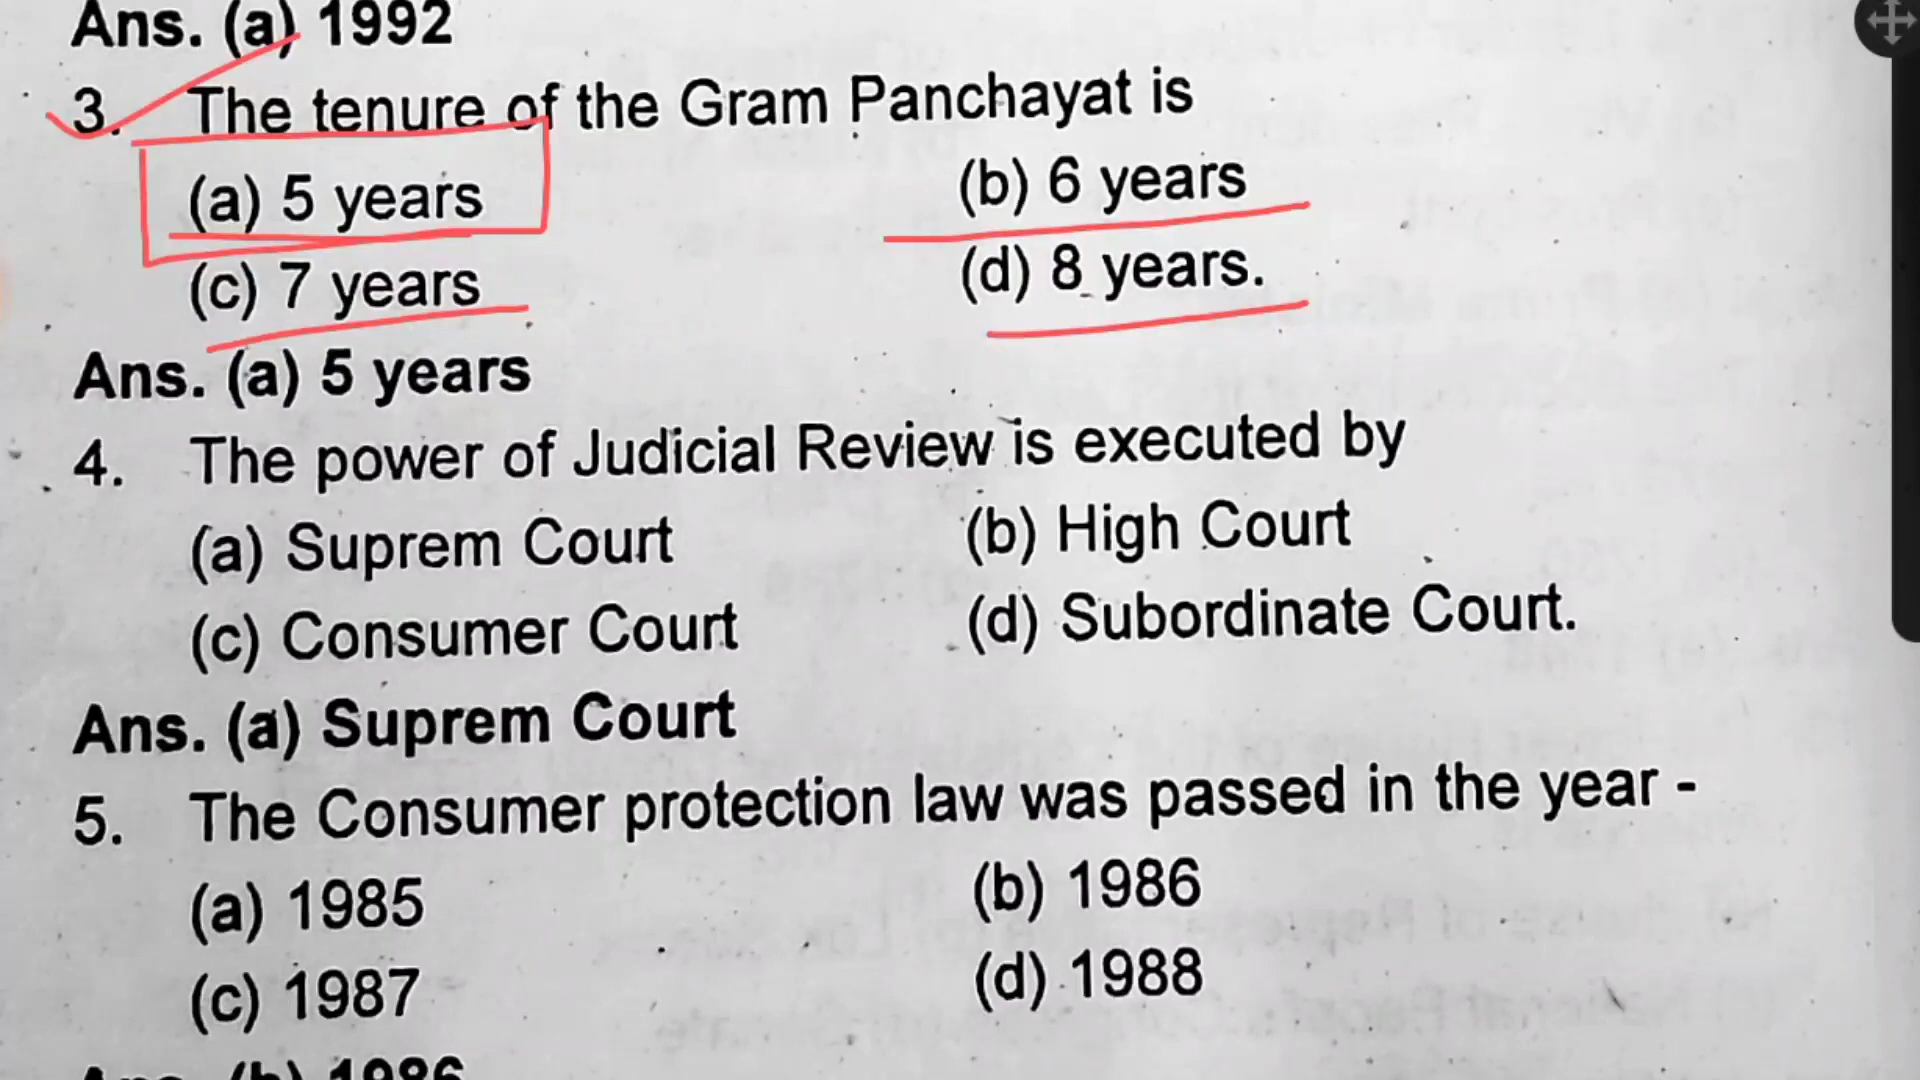 Ans. (a) 1992
3. The tenure of the Gram Panchayat is
(a) 5 years (b) 6 years
(c) 7 years (d) 8 years.
Ans. (a) 5 years
4. The power of Judicial Review is executed by
(a) Suprem Court (b) High Court
(c) Consumer Court (d) Subordinate Court.
Ans. (a) Suprem Court
5. The Consumer protection law was passed in the year -
(a) 1985 (b) 1986
(c) 1987 (d) 1988
Ans. (b) 1986